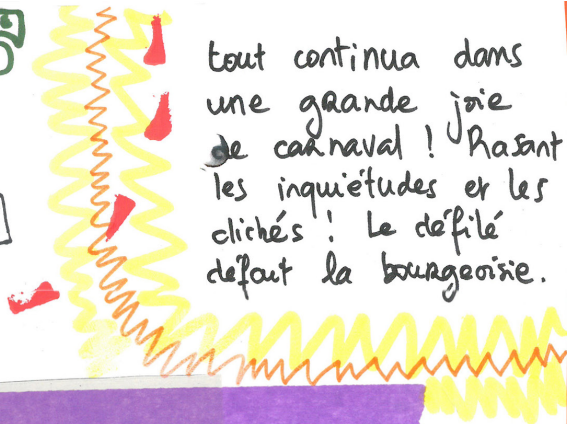 tout continua dans
une grande joie
de carnaval ! Rasant
les inquiétudes et les
clichés ! Le défilé
défait la bourgeoisie.